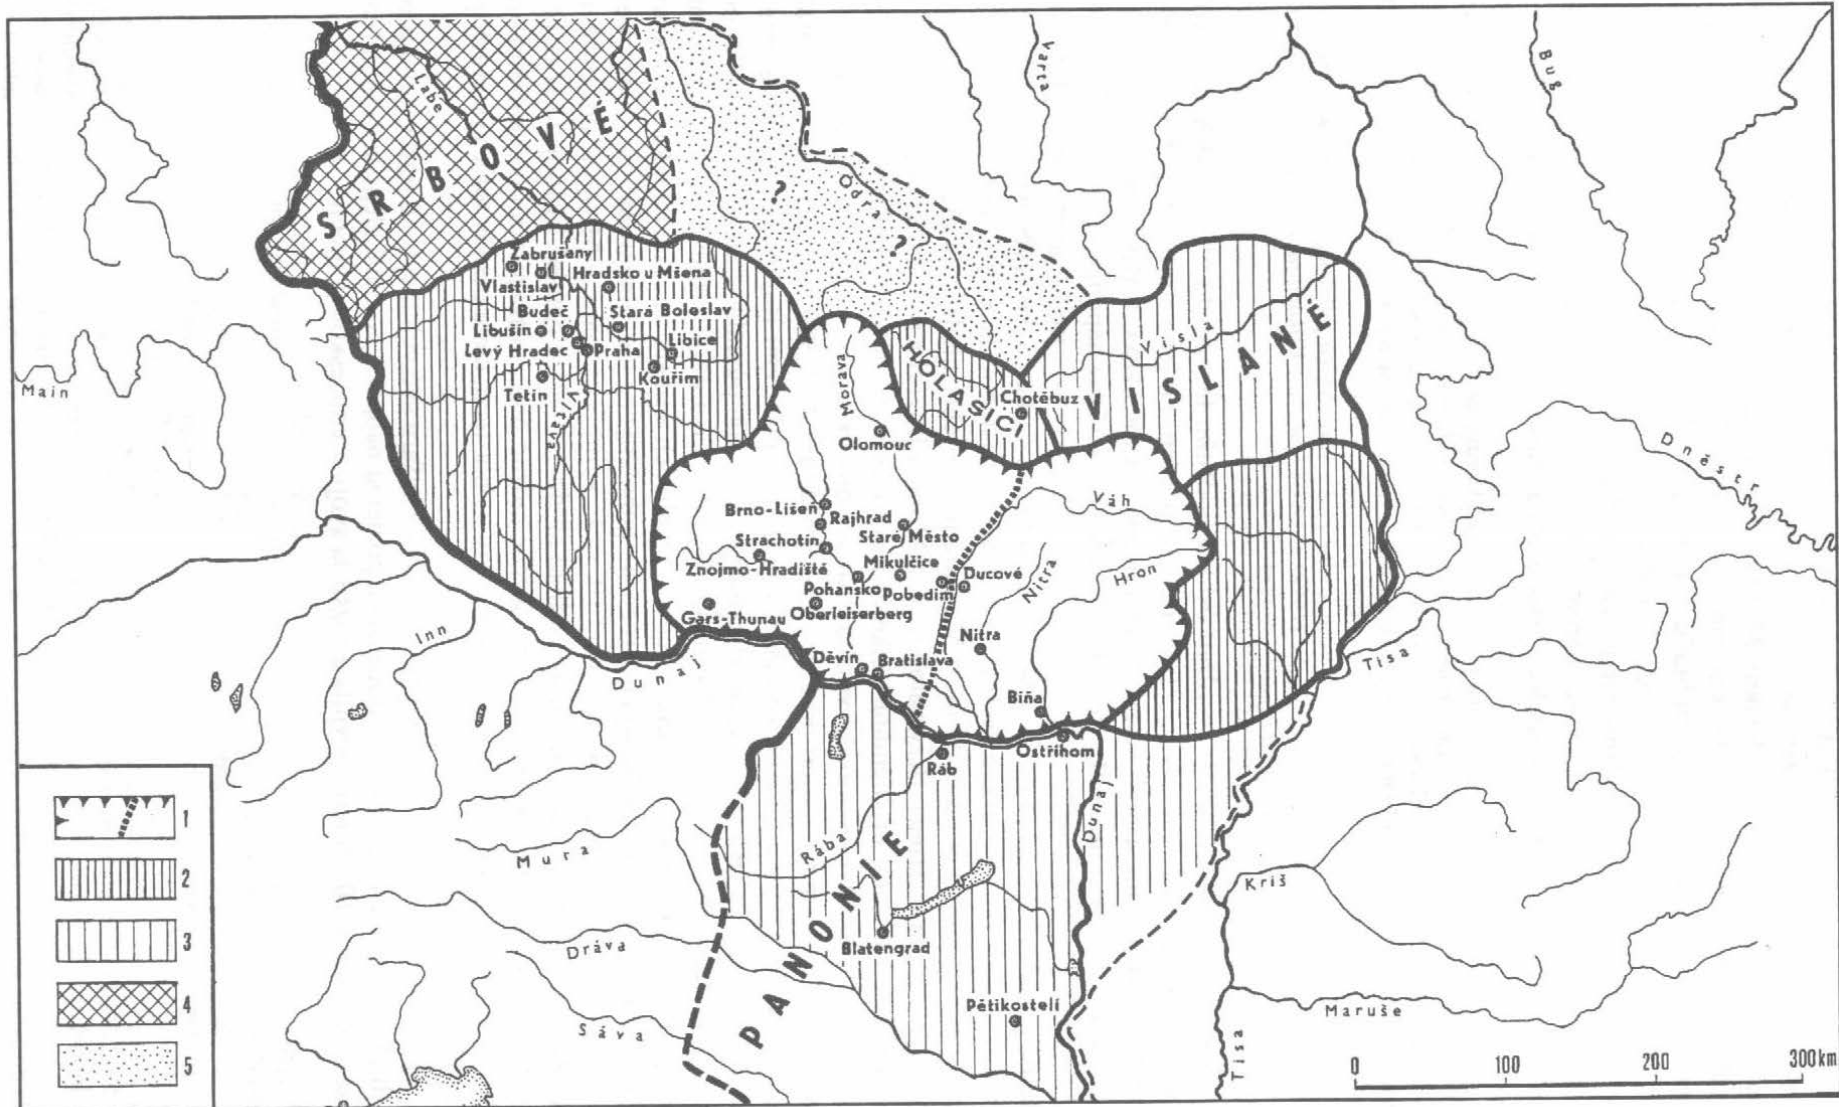 Labe
Varta
Bug
SRBOVÉ
Odra
?
?
Zabrušany
Hradsko u Mšena
Vlastislav
Budeč
Stará Boleslav
Libušín
Libice
Levý Hradec
Praha
Kouřim
Tetín
Vltava
Main
Morava
HOLASICI
Chotěbuz
Visla
VISLANÉ
Olomouc
Dněstr
Váh
Brno-Líšeň
Rajhrad
Staré Město
Strachotín
Znojmo-Hradiště
Mikulčice
Ducové
Nitra
Hron
Pohansko
Pobedim
Gars-Thunau
Oberleiserberg
Inn
Nitra
Děvín
Bratislava
Dunaj
Tisa
Bíňa
Ostřihom
Ráb
Dunaj
1
2
3
4
5
Mura
Rába
PANONIE
Kriš
Blatengrad
Dráva
Sáva
Pětikostelí
Maruše
Tisa
0 100 200 300km